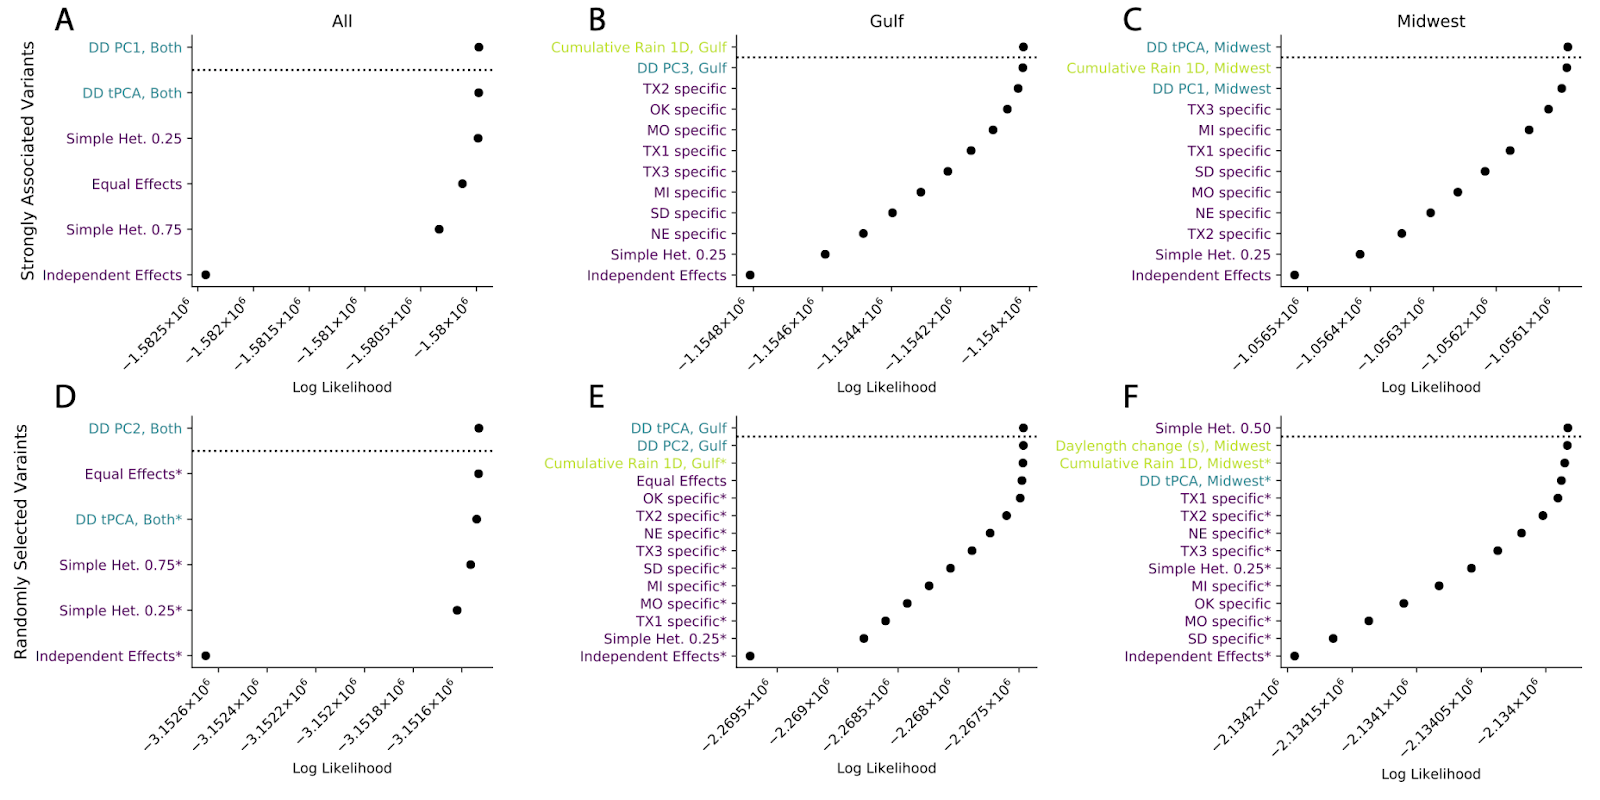 A
All
Strongly Associated Variants
DD PC1, Both
DD tPCA, Both
Simple Het. 0.25
Equal Effects
Simple Het. 0.75
Independent Effects
−1.5825×10⁶
−1.582×10⁶
−1.5815×10⁶
−1.581×10⁶
−1.5805×10⁶
−1.58×10⁶
Log Likelihood
B
Gulf
Cumulative Rain 1D, Gulf
DD PC3, Gulf
TX2 specific
OK specific
MO specific
TX1 specific
TX3 specific
MI specific
SD specific
NE specific
Simple Het. 0.25
Independent Effects
−1.1548×10⁶
−1.1546×10⁶
−1.1544×10⁶
−1.1542×10⁶
−1.154×10⁶
Log Likelihood
C
Midwest
DD tPCA, Midwest
Cumulative Rain 1D, Midwest
DD PC1, Midwest
TX3 specific
MI specific
TX1 specific
SD specific
MO specific
NE specific
TX2 specific
Simple Het. 0.25
Independent Effects
−1.0565×10⁶
−1.0564×10⁶
−1.0563×10⁶
−1.0562×10⁶
−1.0561×10⁶
Log Likelihood
D
Randomly Selected Varaints
DD PC2, Both
Equal Effects*
DD tPCA, Both*
Simple Het. 0.75*
Simple Het. 0.25*
Independent Effects*
−3.1526×10⁶
−3.1524×10⁶
−3.1522×10⁶
−3.152×10⁶
−3.1518×10⁶
−3.1516×10⁶
Log Likelihood
E
DD tPCA, Gulf
DD PC2, Gulf
Cumulative Rain 1D, Gulf*
Equal Effects
OK specific*
TX2 specific*
NE specific*
TX3 specific*
SD specific*
MI specific*
MO specific*
TX1 specific*
Simple Het. 0.25*
Independent Effects*
−2.2695×10⁶
−2.269×10⁶
−2.2685×10⁶
−2.268×10⁶
−2.2675×10⁶
Log Likelihood
F
Simple Het. 0.50
Daylength change (s), Midwest
Cumulative Rain 1D, Midwest*
DD tPCA, Midwest*
TX1 specific*
TX2 specific*
NE specific*
TX3 specific*
Simple Het. 0.25*
MI specific*
OK specific
MO specific*
SD specific*
Independent Effects*
−2.1342×10⁶
−2.13415×10⁶
−2.1341×10⁶
−2.13405×10⁶
−2.134×10⁶
Log Likelihood